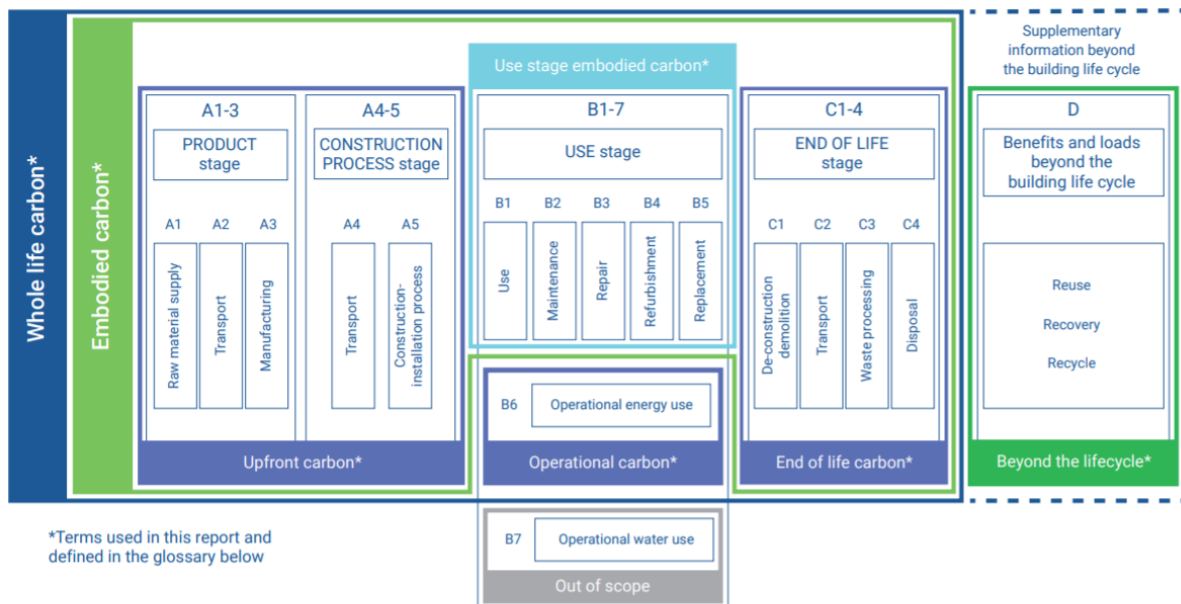 Whole life carbon*
Embodied carbon*
Use stage embodied carbon*
Supplementary
information beyond
the building life cycle
A1-3
PRODUCT
stage
A1
A2
A3
Raw material supply
Transport
Manufacturing
A4-5
CONSTRUCTION
PROCESS stage
A4
A5
Transport
Construction-
installation process
Upfront carbon*
B1-7
USE stage
B1
B2
B3
B4
B5
Use
Maintenance
Repair
Refurbishment
Replacement
B6
Operational energy use
Operational carbon*
B7
Operational water use
Out of scope
C1-4
END OF LIFE
stage
C1
C2
C3
C4
De-construction
demolition
Transport
Waste processing
Disposal
End of life carbon*
D
Benefits and loads
beyond the
building life cycle
Reuse
Recovery
Recycle
Beyond the lifecycle*
*Terms used in this report and
defined in the glossary below